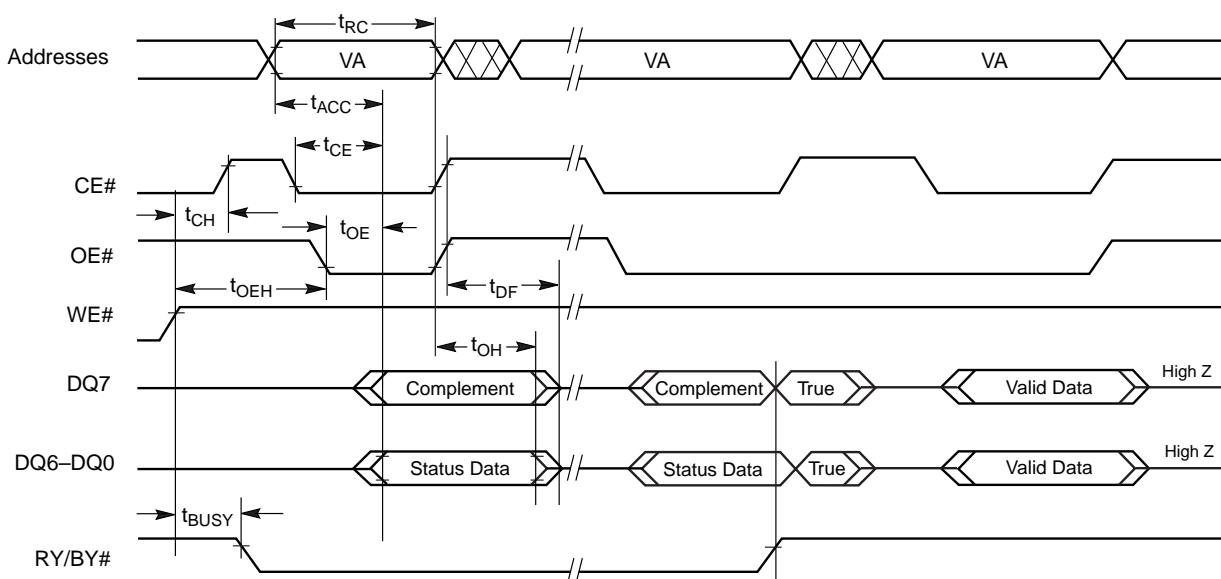 tRC
Addresses VA VA VA
tACC
tCE
CE#
tCH tOE
OE#
tOEH tDF
WE#
tOH
DQ7 Complement Complement True Valid Data High Z
DQ6–DQ0 Status Data Status Data True Valid Data High Z
tBUSY
RY/BY#